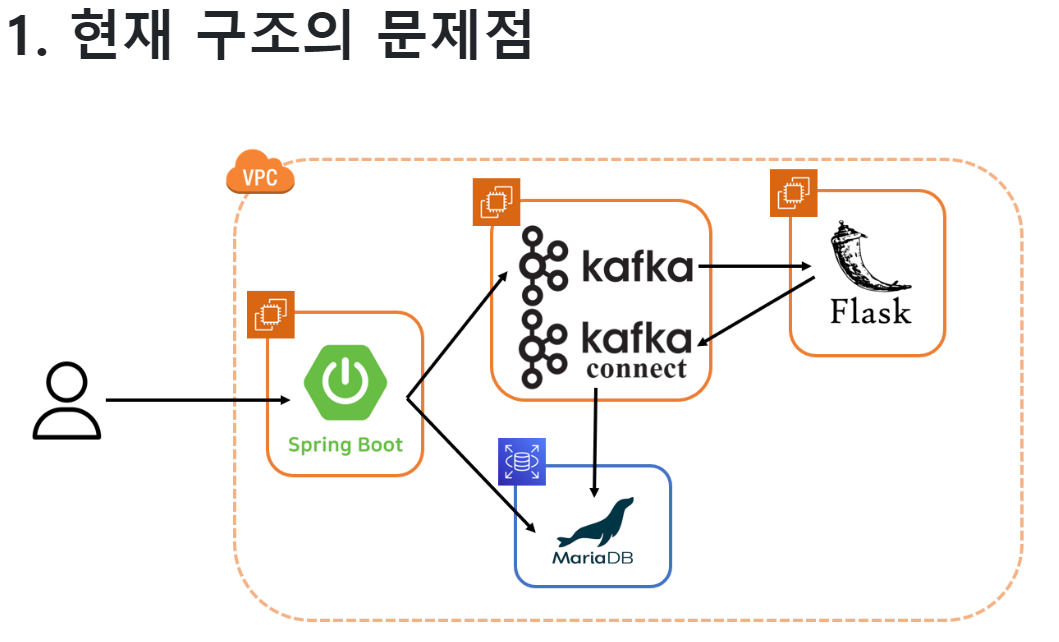 1. 현재 구조의 문제점
VPC
kafka
kafka
connect
Flask
Spring Boot
MariaDB